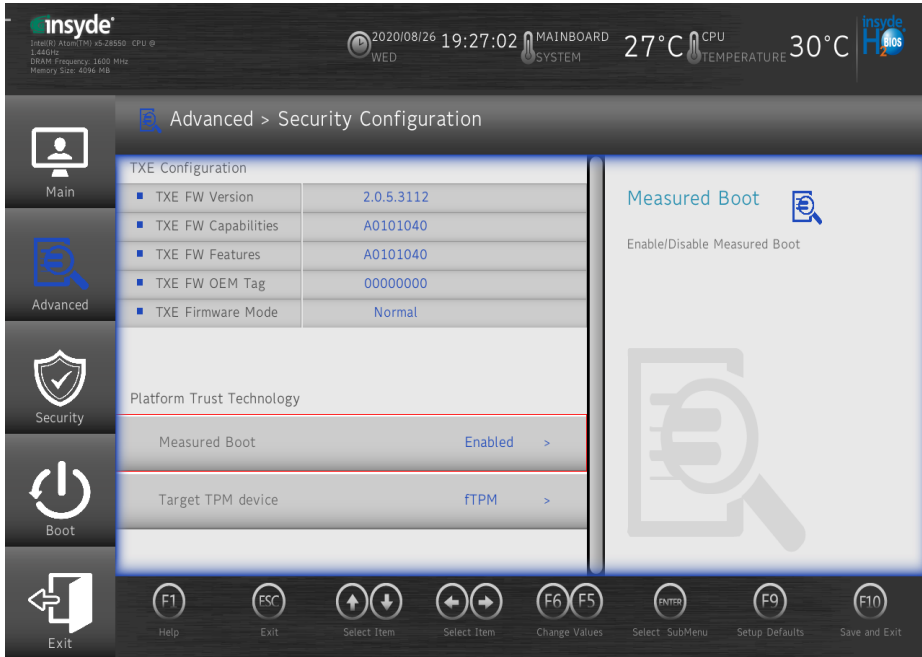 insyde
Intel(R) Atom(TM) x5-Z8550 CPU @
1.44GHz
DRAM Frequency: 1600 MHz
Memory Size: 4096 MB
2020/08/26
WED
19:27:02
MAINBOARD
SYSTEM
27°C
CPU
TEMPERATURE
30°C
insyde
H2O
BIOS
Advanced > Security Configuration
Main
Advanced
Security
Boot
Exit
TXE Configuration
TXE FW Version 2.0.5.3112
TXE FW Capabilities A0101040
TXE FW Features A0101040
TXE FW OEM Tag 00000000
TXE Firmware Mode Normal
Platform Trust Technology
Measured Boot Enabled >
Target TPM device fTPM >
Measured Boot
Enable/Disable Measured Boot
F1
Help
ESC
Exit
Select Item
Select Item
F6 F5
Change Values
ENTER
Select SubMenu
F9
Setup Defaults
F10
Save and Exit